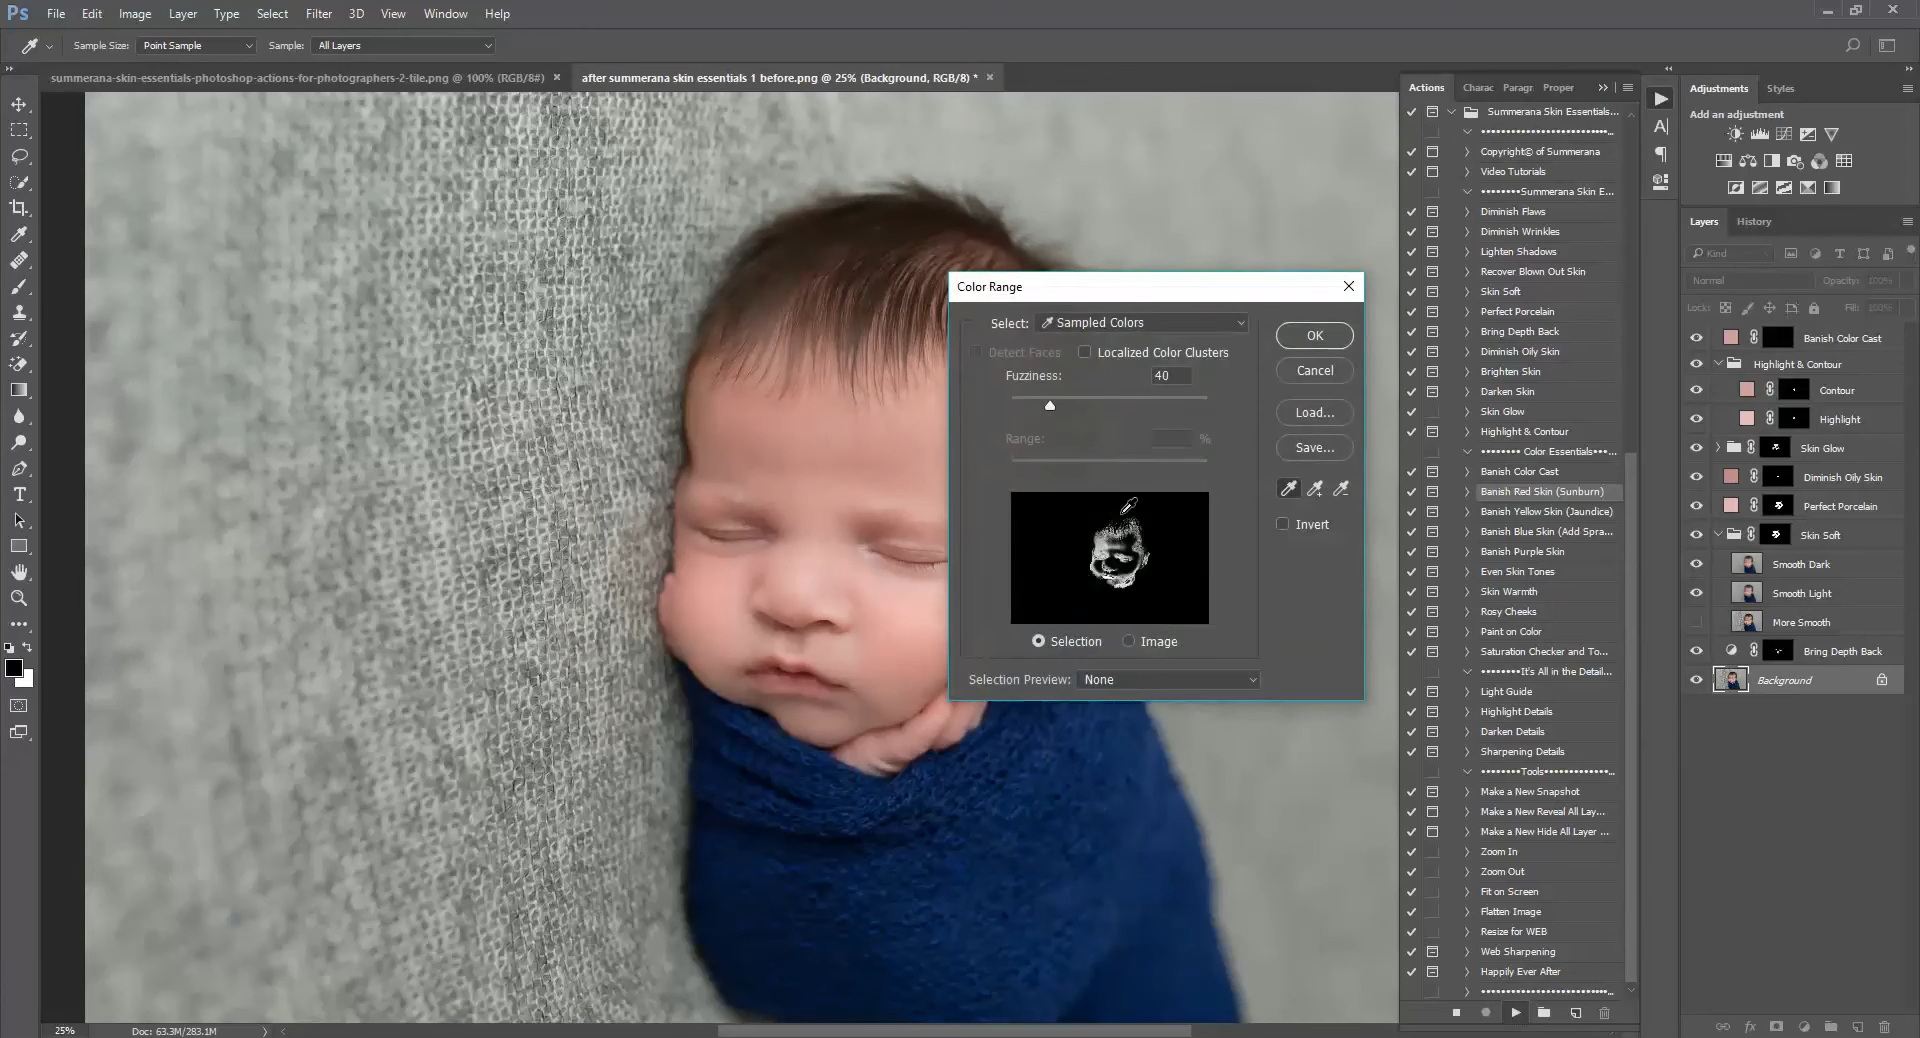 Ps File Edit Image Layer Type Select Filter 3D View Window Help
Sample Size: Point Sample Sample: All Layers
summerana-skin-essentials-photoshop-actions-for-photographers-2-tile.png @ 100% (RGB/8#) ×
after summerana skin essentials 1 before.png @ 25% (Background, RGB/8) * ×
Color Range
Select: Sampled Colors
Detect Faces Localized Color Clusters
Fuzziness: 40
Range: %
Selection Image
Selection Preview: None
OK
Cancel
Load...
Save...
Invert
Actions Charac Paragr Proper
Summerana Skin Essentials...
Copyright© of Summerana
Video Tutorials
••••••••Summerana Skin E...
Diminish Flaws
Diminish Wrinkles
Lighten Shadows
Recover Blown Out Skin
Skin Soft
Perfect Porcelain
Bring Depth Back
Diminish Oily Skin
Brighten Skin
Darken Skin
Skin Glow
Highlight & Contour
•••••••• Color Essentials•••...
Banish Color Cast
Banish Red Skin (Sunburn)
Banish Yellow Skin (Jaundice)
Banish Blue Skin (Add Spra...
Banish Purple Skin
Even Skin Tones
Skin Warmth
Rosy Cheeks
Paint on Color
Saturation Checker and To...
••••••••It's All in the Detail...
Light Guide
Highlight Details
Darken Details
Sharpening Details
••••••••Tools•••••••••••••...
Make a New Snapshot
Make a New Reveal All Lay...
Make a New Hide All Layer ...
Zoom In
Zoom Out
Fit on Screen
Flatten Image
Resize for WEB
Web Sharpening
Happily Ever After
Adjustments Styles
Add an adjustment
Layers History
Kind
Normal Opacity: 100%
Lock: Fill: 100%
Banish Color Cast
Highlight & Contour
Contour
Highlight
Skin Glow
Diminish Oily Skin
Perfect Porcelain
Skin Soft
Smooth Dark
Smooth Light
More Smooth
Bring Depth Back
Background
25% Doc: 63.3M/283.1M